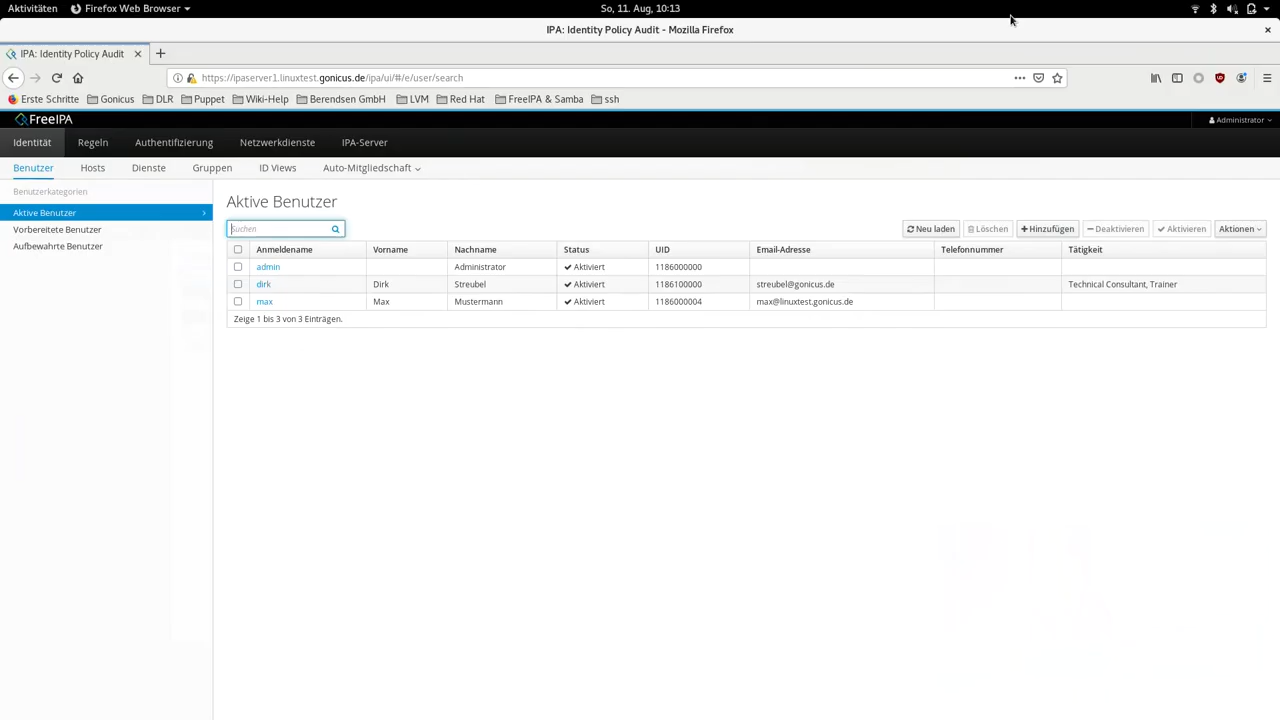 Aktivitäten Firefox Web Browser So, 11. Aug, 10:13
IPA: Identity Policy Audit - Mozilla Firefox
IPA: Identity Policy Audit
https://ipaserver1.linuxtest.gonicus.de/ipa/ui/#/e/user/search
Erste Schritte Gonicus DLR Puppet Wiki-Help Berendsen GmbH LVM Red Hat FreeIPA & Samba ssh
FreeIPA Administrator
Identität Regeln Authentifizierung Netzwerkdienste IPA-Server
Benutzer Hosts Dienste Gruppen ID Views Auto-Mitgliedschaft
Benutzerkategorien
Aktive Benutzer
Vorbereitete Benutzer
Aufbewahrte Benutzer
Aktive Benutzer
Suchen Neu laden Löschen Hinzufügen Deaktivieren Aktivieren Aktionen
Anmeldename Vorname Nachname Status UID Email-Adresse Telefonnummer Tätigkeit
admin Administrator Aktiviert 1186000000
dirk Dirk Streubel Aktiviert 1186100000 streubel@gonicus.de Technical Consultant, Trainer
max Max Mustermann Aktiviert 1186000004 max@linuxtest.gonicus.de
Zeige 1 bis 3 von 3 Einträgen.